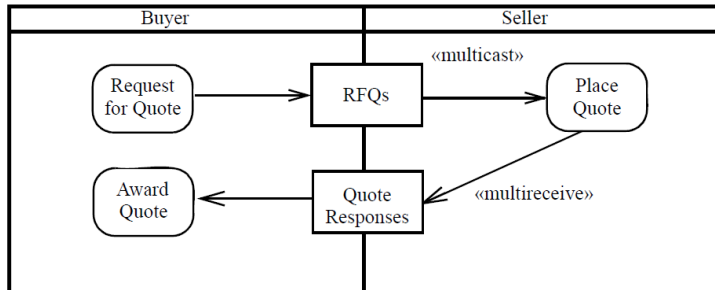 Buyer
Seller
«multicast»
Request
for Quote
RFQs
Place
Quote
Award
Quote
Quote
Responses
«multireceive»